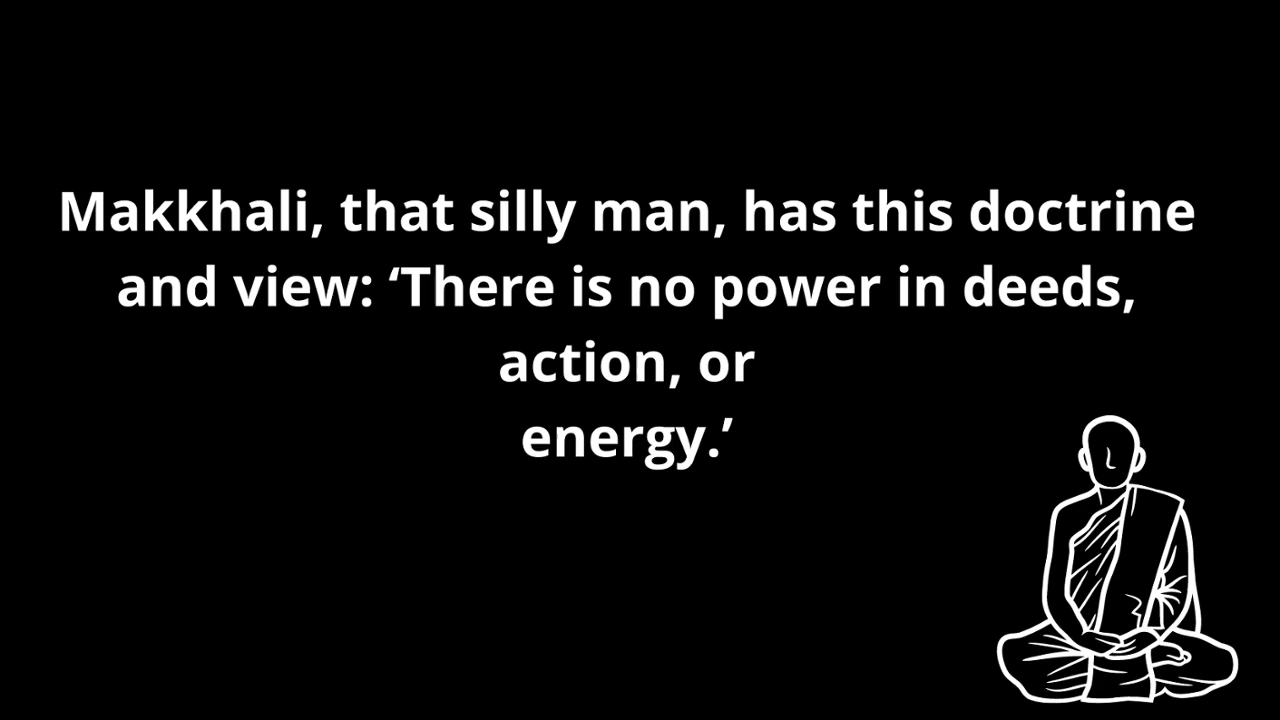 Makkhali, that silly man, has this doctrine
and view: ‘There is no power in deeds,
action, or
energy.’